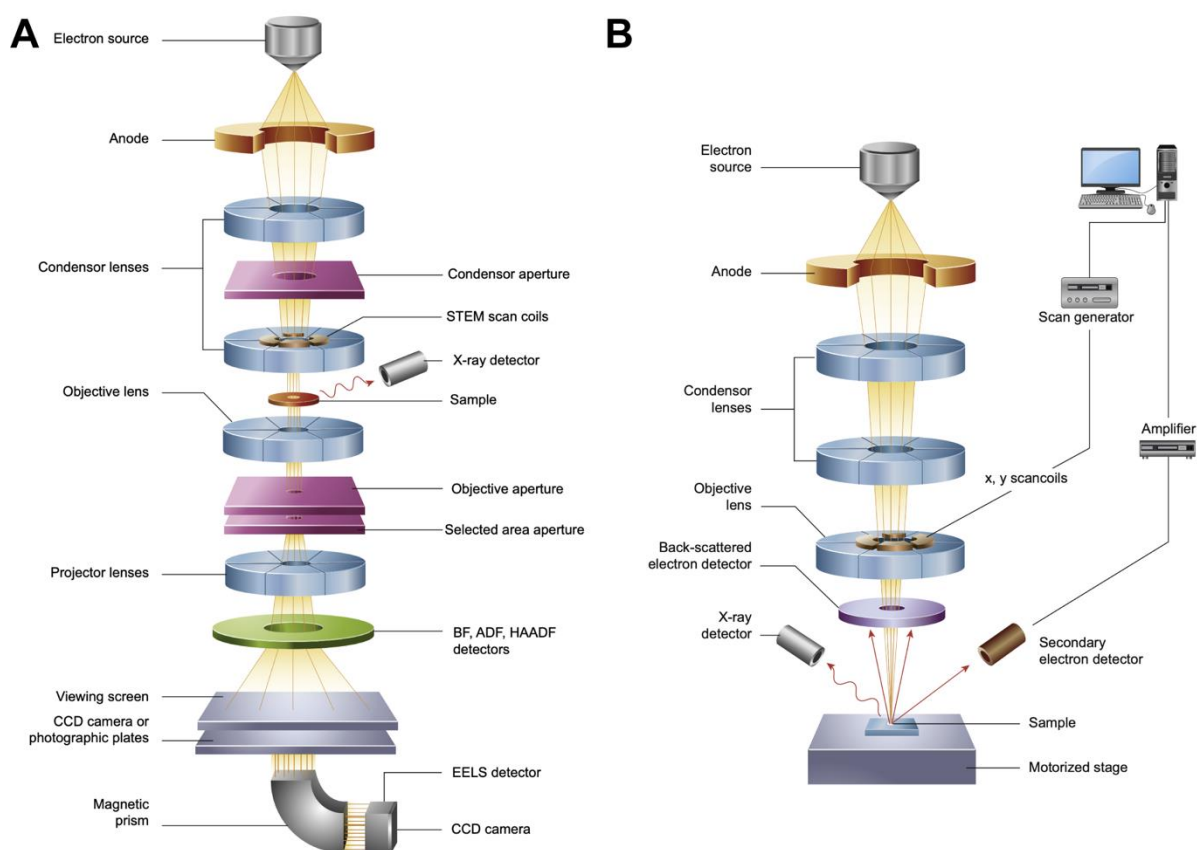 A
Electron source
Anode
Condensor lenses
Condensor aperture
STEM scan coils
X-ray detector
Objective lens
Sample
Objective aperture
Selected area aperture
Projector lenses
BF, ADF, HAADF
detectors
Viewing screen
CCD camera or
photographic plates
EELS detector
Magnetic
prism
CCD camera
B
Electron
source
Anode
Scan generator
Condensor
lenses
Amplifier
x, y scancoils
Objective
lens
Back-scattered
electron detector
X-ray
detector
Secondary
electron detector
Sample
Motorized stage